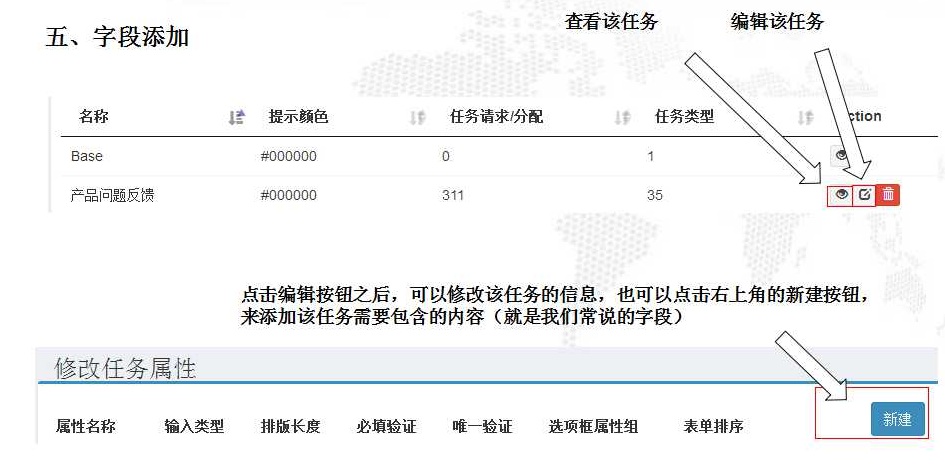 查看该任务 编辑该任务
五、字段添加
名称 提示颜色 任务请求/分配 任务类型 ction
Base #000000 0 1
产品问题反馈 #000000 311 35
点击编辑按钮之后，可以修改该任务的信息，也可以点击右上角的新建按钮，
来添加该任务需要包含的内容（就是我们常说的字段）
修改任务属性
新建
属性名称 输入类型 排版长度 必填验证 唯一验证 选项框属性组 表单排序